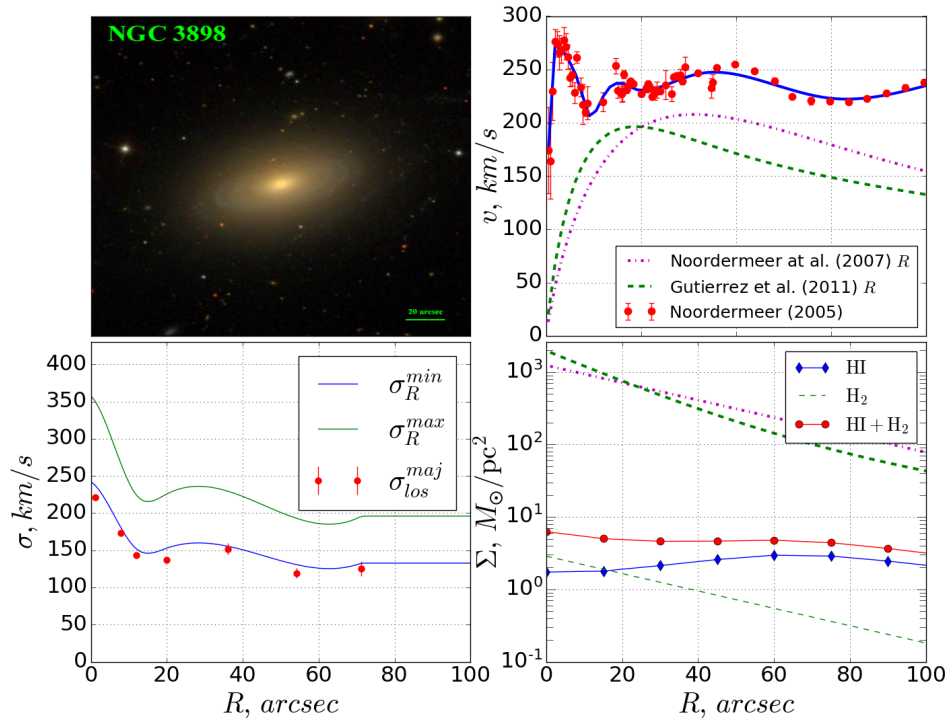 NGC 3898
20 arcsec
300
250
200
150
100
50
0
v, km/s
Noordermeer at al. (2007) R
Gutierrez et al. (2011) R
Noordermeer (2005)
400
350
300
250
200
150
100
50
0
σ, km/s
σ_R^min
σ_R^max
σ_los^maj
0 20 40 60 80 100
R, arcsec
10^3
10^2
10^1
10^0
10^-1
Σ, M_⊙/pc^2
HI
H_2
HI + H_2
0 20 40 60 80 100
R, arcsec